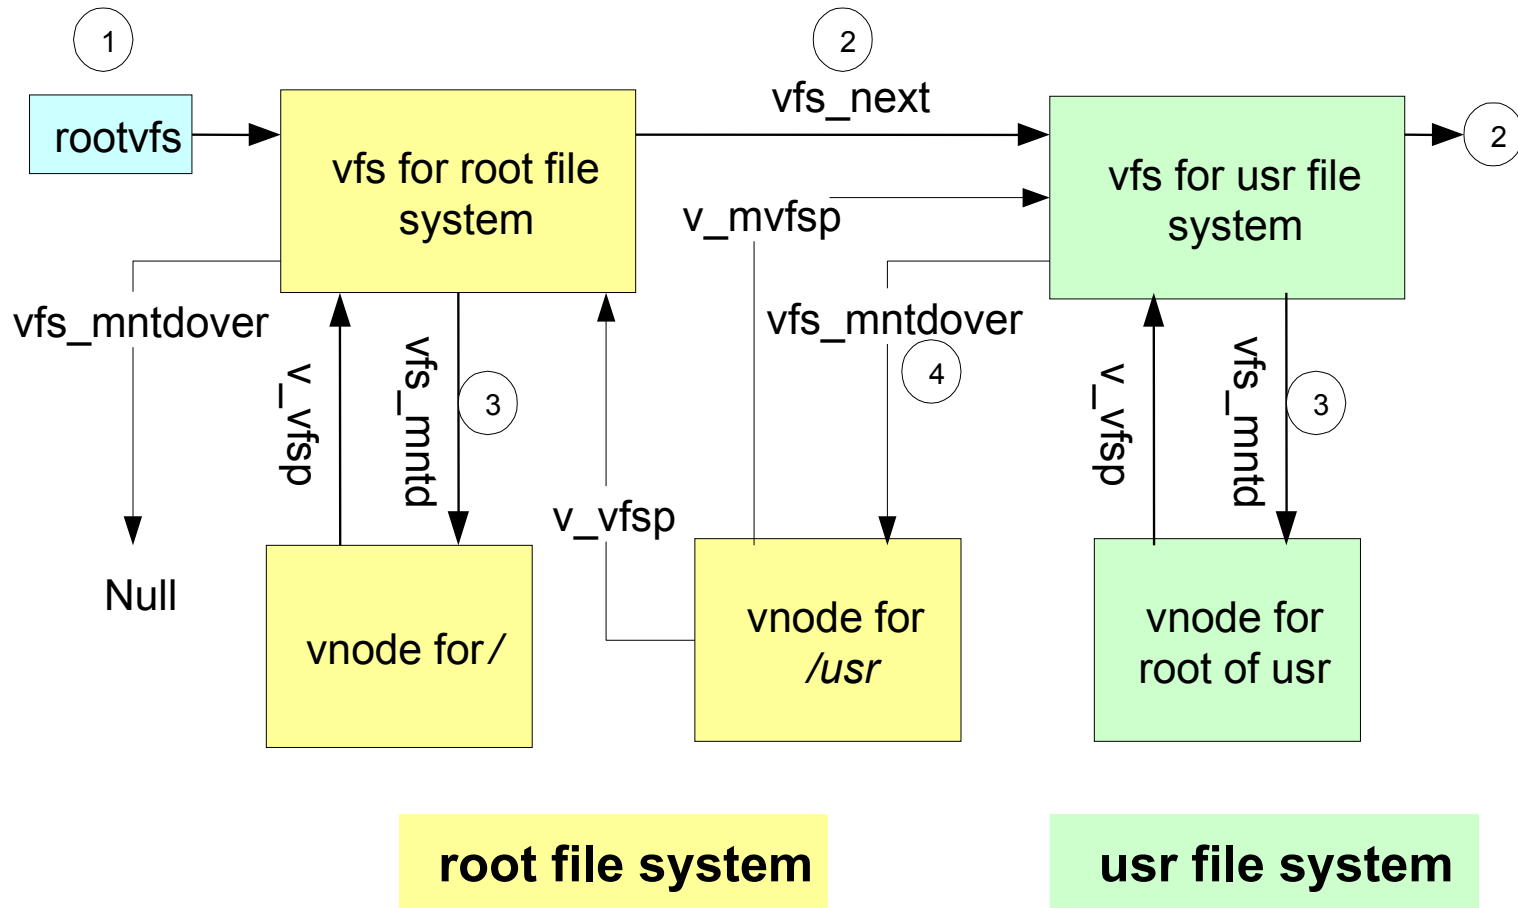 1
2
vfs_next
rootvfs
vfs for root file
system
vfs for usr file
system
2
v_mvfsp
vfs_mntdover
vfs_mntdover
v_vfsp
vfs_mntd
3
4
v_vfsp
vfs_mntd
3
v_vfsp
Null
vnode for /
vnode for
/usr
vnode for
root of usr
root file system
usr file system